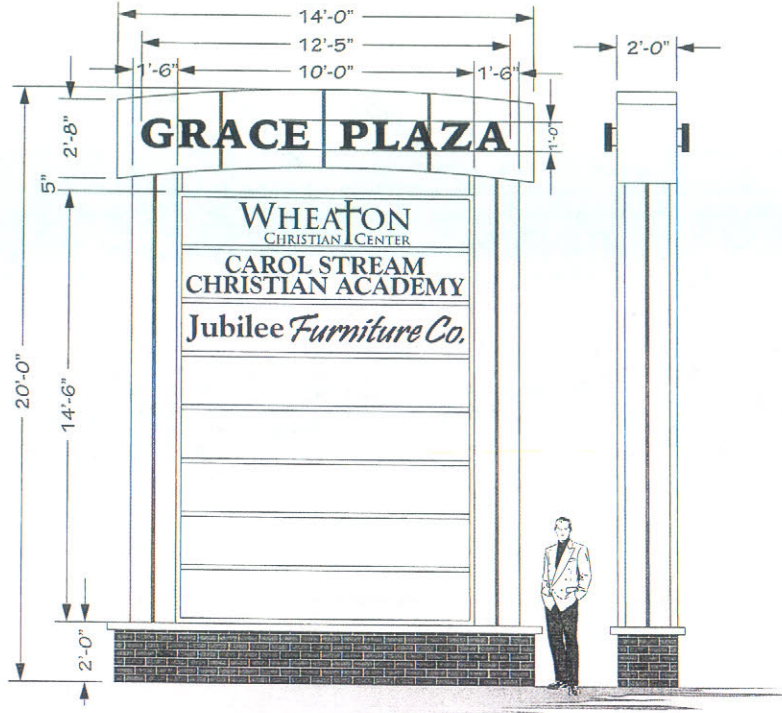 14'-0"
12'-5"
1'-6" 10'-0" 1'-6"
2'-0"
2'-8"
GRACE PLAZA
1'-0"
5"
WHEATON
CHRISTIAN CENTER
CAROL STREAM
CHRISTIAN ACADEMY
Jubilee Furniture Co.
20'-0"
14'-6"
2'-0"